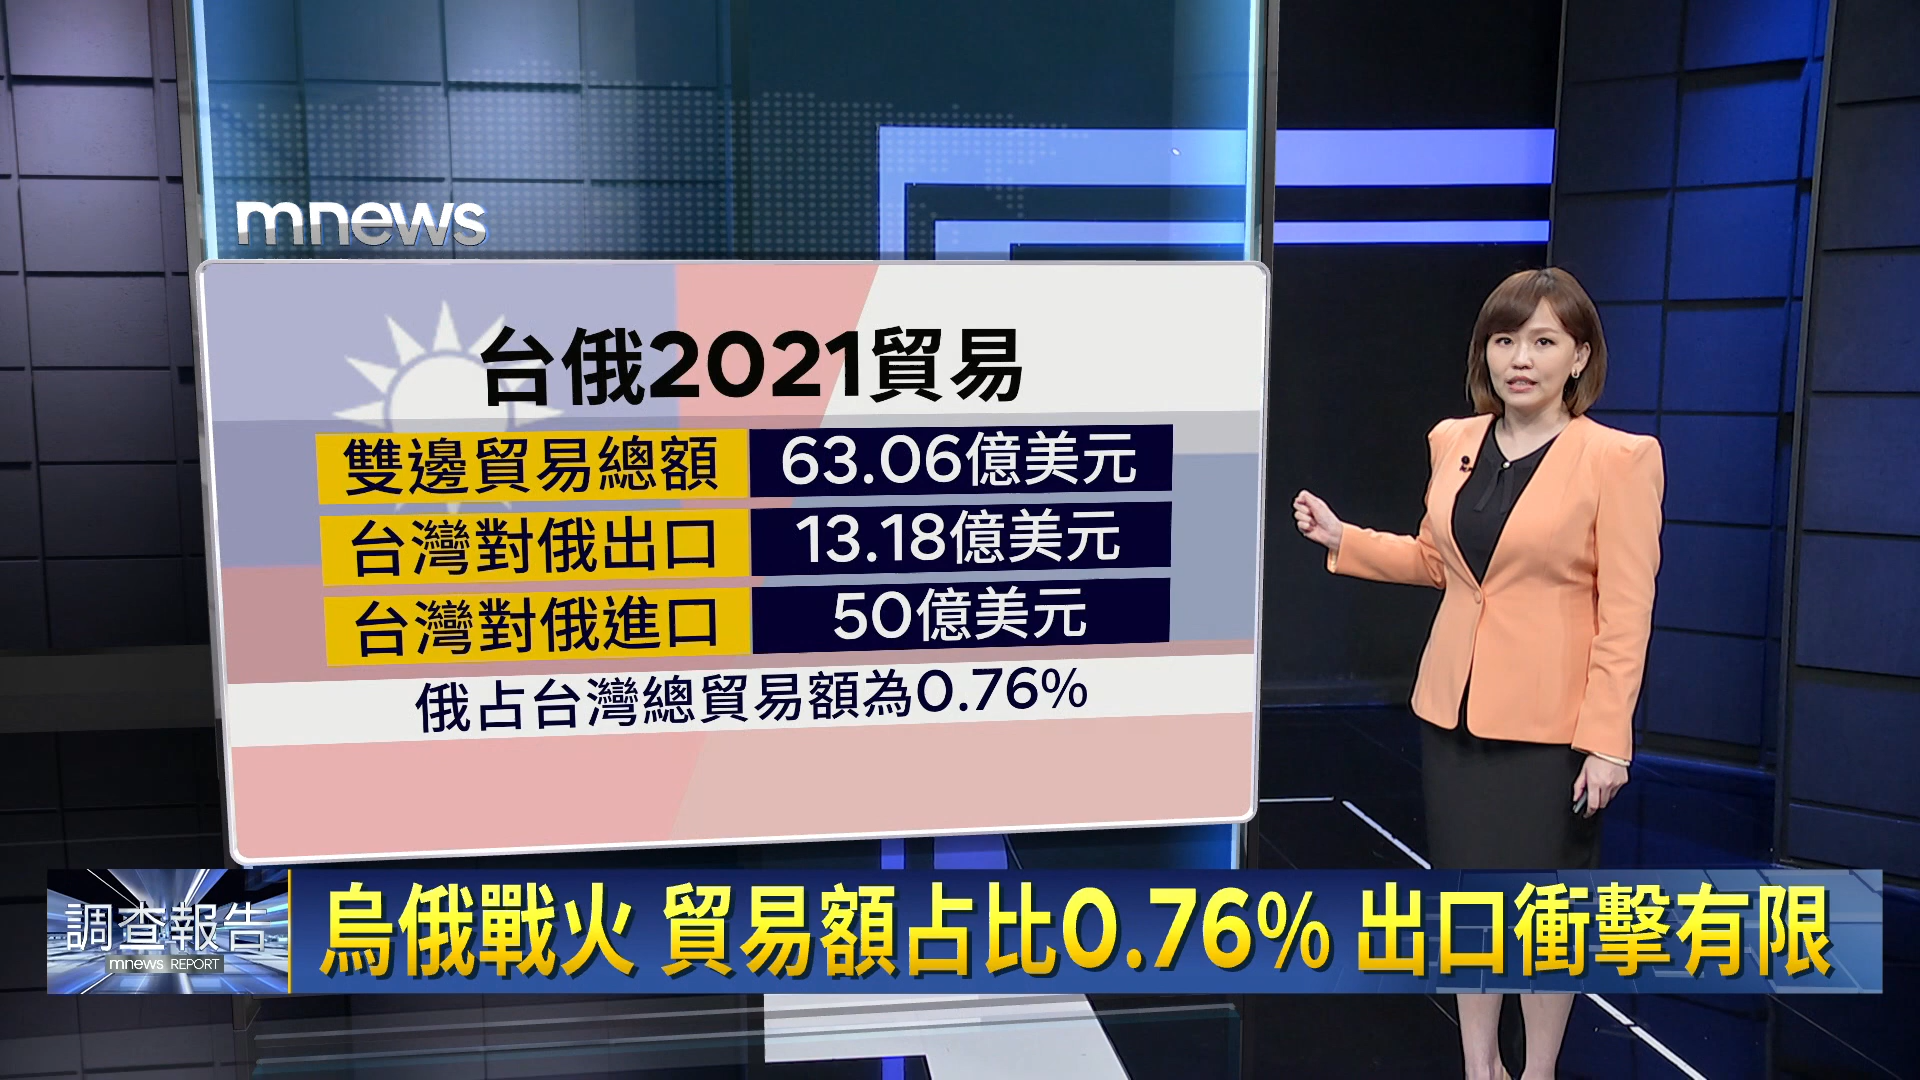 mnews
台俄2021貿易
雙邊貿易總額 63.06億美元
台灣對俄出口 13.18億美元
台灣對俄進口 50億美元
俄占台灣總貿易額為0.76%
調查報告
mnews REPORT
烏俄戰火 貿易額占比0.76% 出口衝擊有限